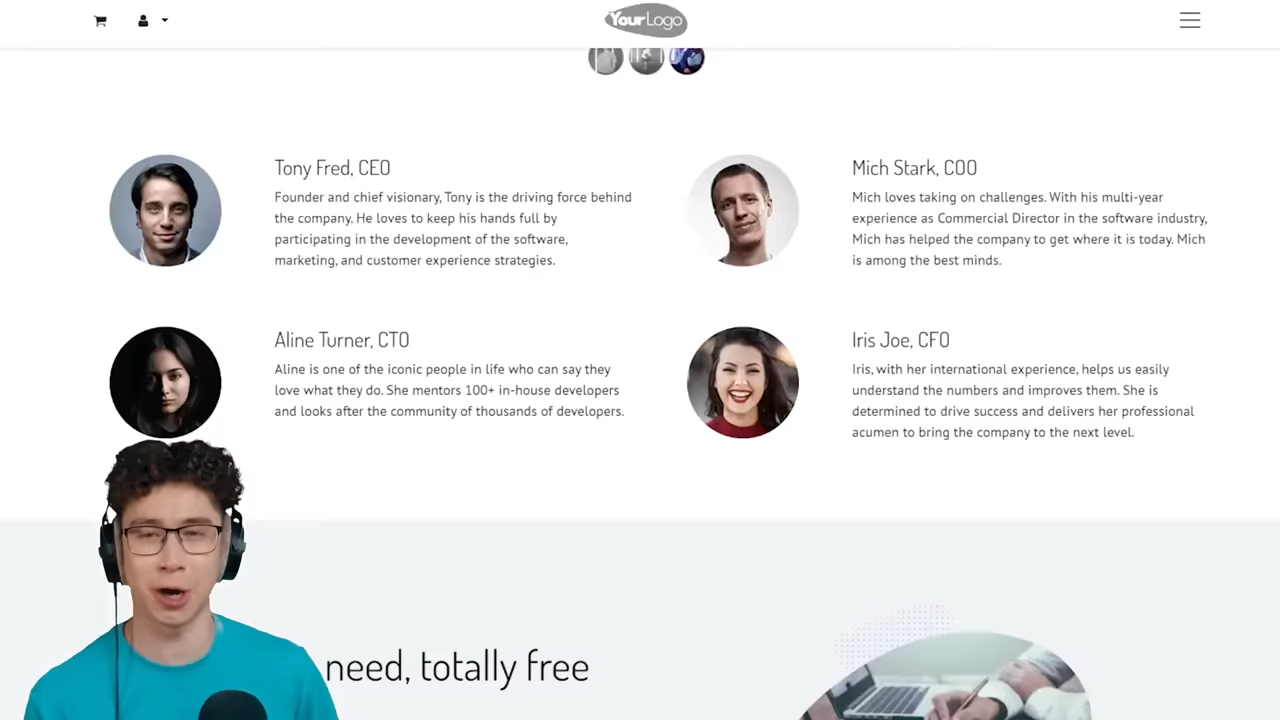 YourLogo
Tony Fred, CEO
Founder and chief visionary, Tony is the driving force behind
the company. He loves to keep his hands full by
participating in the development of the software,
marketing, and customer experience strategies.
Mich Stark, COO
Mich loves taking on challenges. With his multi-year
experience as Commercial Director in the software industry,
Mich has helped the company to get where it is today. Mich
is among the best minds.
Aline Turner, CTO
Aline is one of the iconic people in life who can say they
love what they do. She mentors 100+ in-house developers
and looks after the community of thousands of developers.
Iris Joe, CFO
Iris, with her international experience, helps us easily
understand the numbers and improves them. She is
determined to drive success and delivers her professional
acumen to bring the company to the next level.
need, totally free